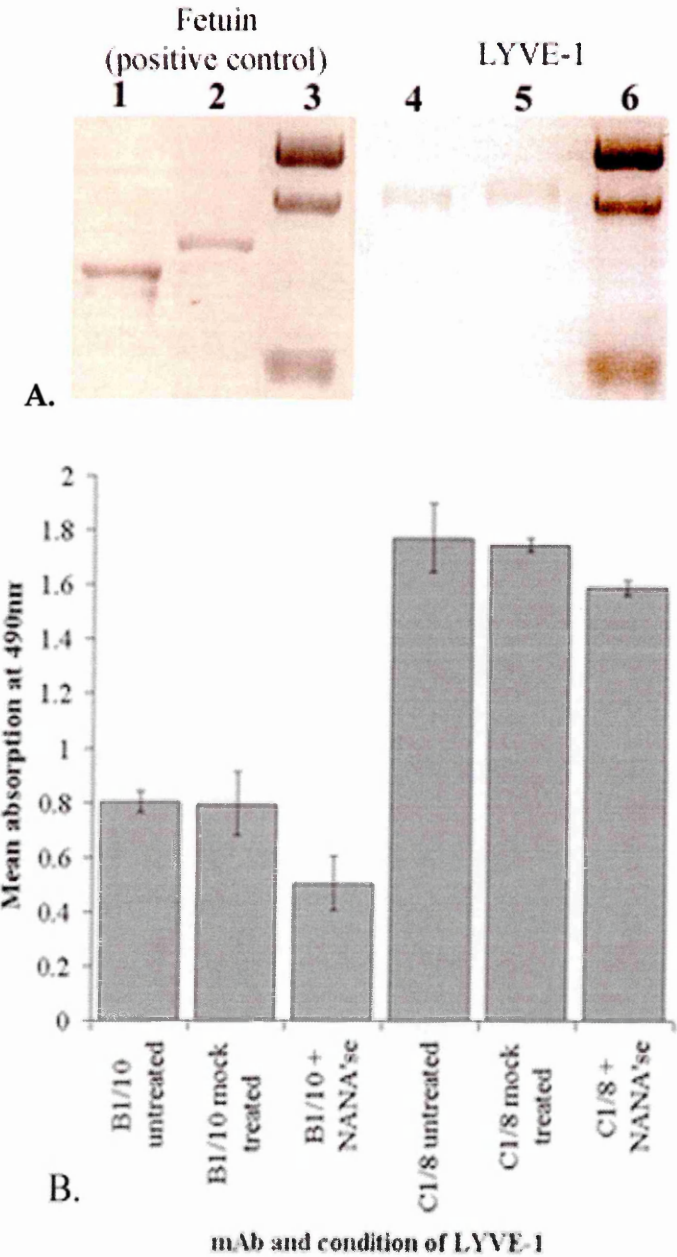 Fetuin
(positive control)
LYVE-1
1 2 3 4 5 6
A.
Mean absorption at 490nm
2
1.8
1.6
1.4
1.2
1
0.8
0.6
0.4
0.2
0
B1/10
untreated
B1/10 mock
treated
B1/10 +
NANA'se
C1/8 untreated
C1/8 mock
treated
C1/8 +
NANA'se
B.
mAb and condition of LYVE-1